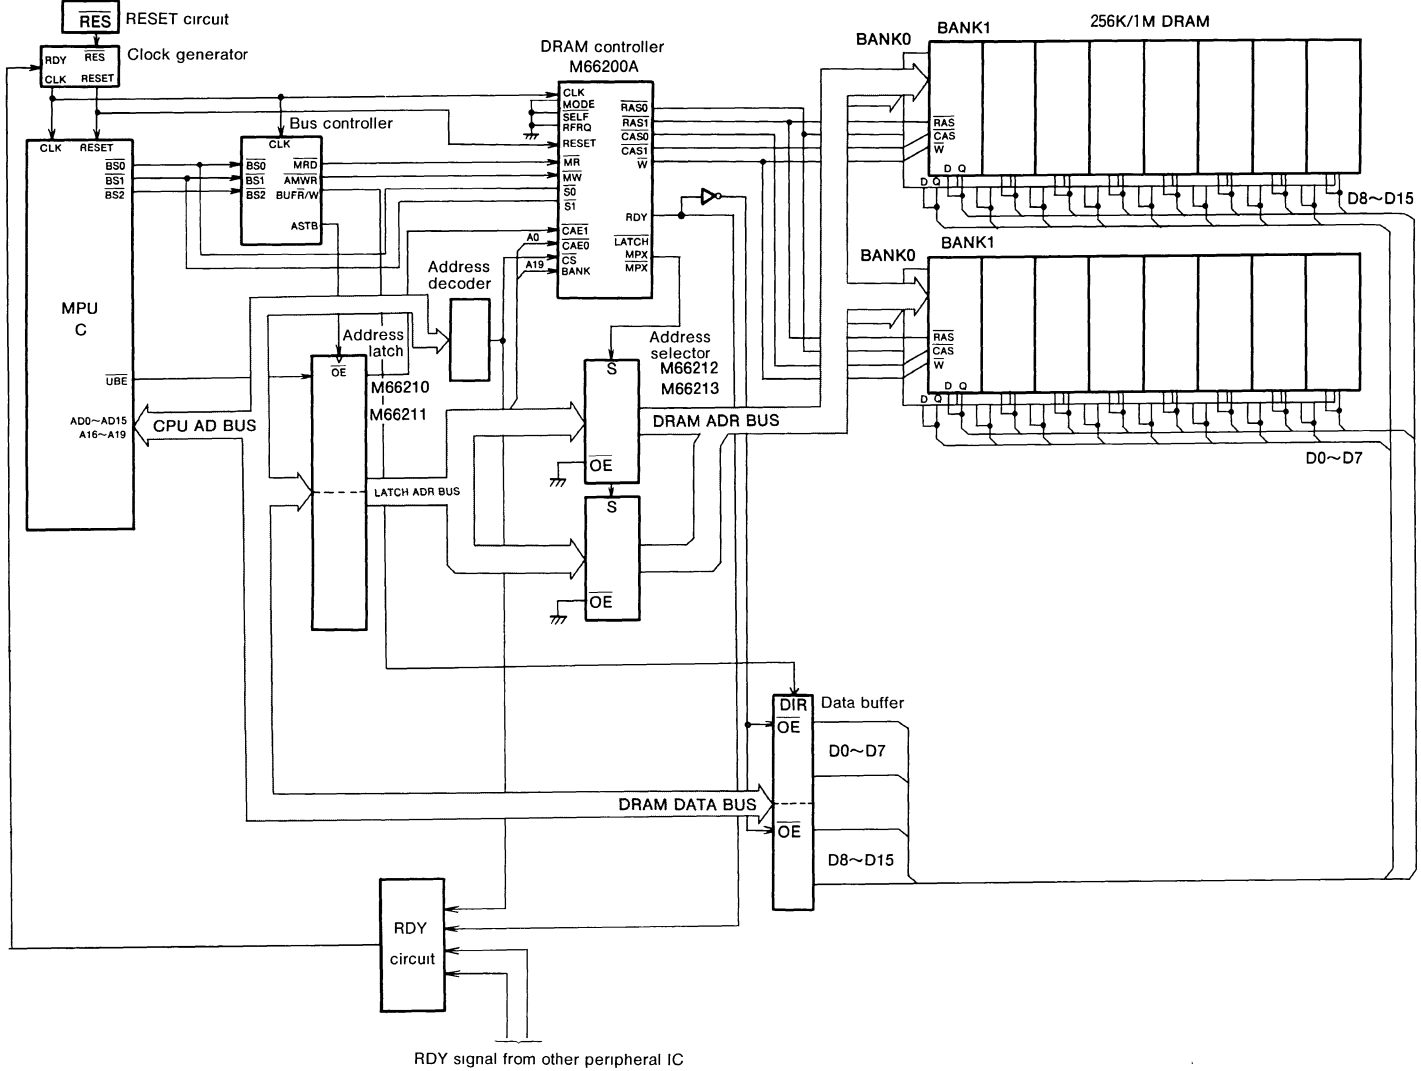 RES RESET circuit
RDY RES
CLK RESET
Clock generator
DRAM controller
M66200A
CLK
MODE
SELF
RFRQ
RESET
MR
MW
S0
S1
CAE1
CAE0
CS
BANK
RAS0
RAS1
CAS0
CAS1
W
RDY
LATCH
MPX
MPX
256K/1M DRAM
BANK0 BANK1
RAS
CAS
W
D Q
D Q
D8~D15
BANK0 BANK1
RAS
CAS
W
D Q
D Q
D0~D7
CLK RESET
BS0
BS1
BS2
MPU
C
UBE
AD0~AD15
A16~A19
CPU AD BUS
Bus controller
CLK
BS0 MRD
BS1 AMWR
BS2 BUFR/W
ASTB
A0
A19
Address
decoder
Address
latch
OE
M66210
M66211
LATCH ADR BUS
Address
selector
M66212
M66213
S
OE
S
OE
DRAM ADR BUS
DIR Data buffer
OE
D0~D7
DRAM DATA BUS
OE
D8~D15
RDY
circuit
RDY signal from other peripheral IC